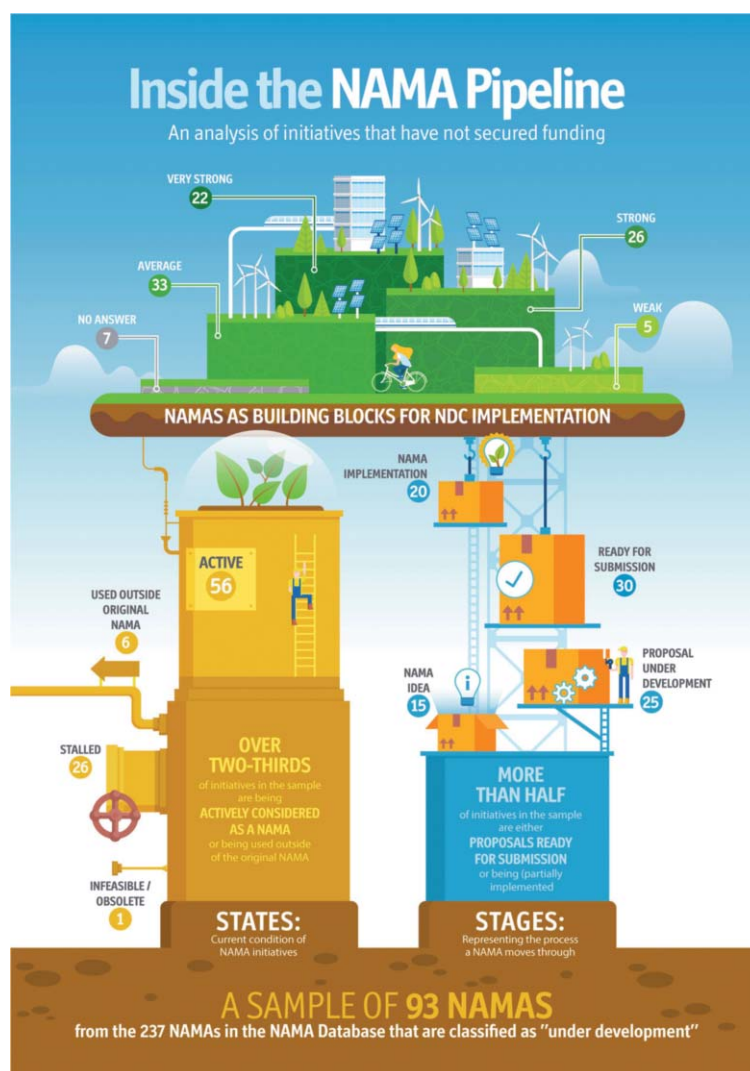 Inside the NAMA Pipeline
An analysis of initiatives that have not secured funding
VERY STRONG
22
STRONG
26
AVERAGE
33
NO ANSWER
7
WEAK
5
NAMAS AS BUILDING BLOCKS FOR NDC IMPLEMENTATION
ACTIVE
56
USED OUTSIDE
ORIGINAL
NAMA
6
STALLED
26
INFEASIBLE /
OBSOLETE
1
OVER
TWO-THIRDS
of initiatives in the sample
are being
ACTIVELY CONSIDERED
AS A NAMA
or being used outside
of the original NAMA
STATES:
Current condition of
NAMA initiatives
NAMA
IMPLEMENTATION
20
READY FOR
SUBMISSION
30
PROPOSAL
UNDER
DEVELOPMENT
25
NAMA
IDEA
15
MORE
THAN HALF
of initiatives in the sample
are either
PROPOSALS READY
FOR SUBMISSION
or being (partially
implemented
STAGES:
Representing the process
a NAMA moves through
A SAMPLE OF 93 NAMAS
from the 237 NAMAs in the NAMA Database that are classified as "under development"